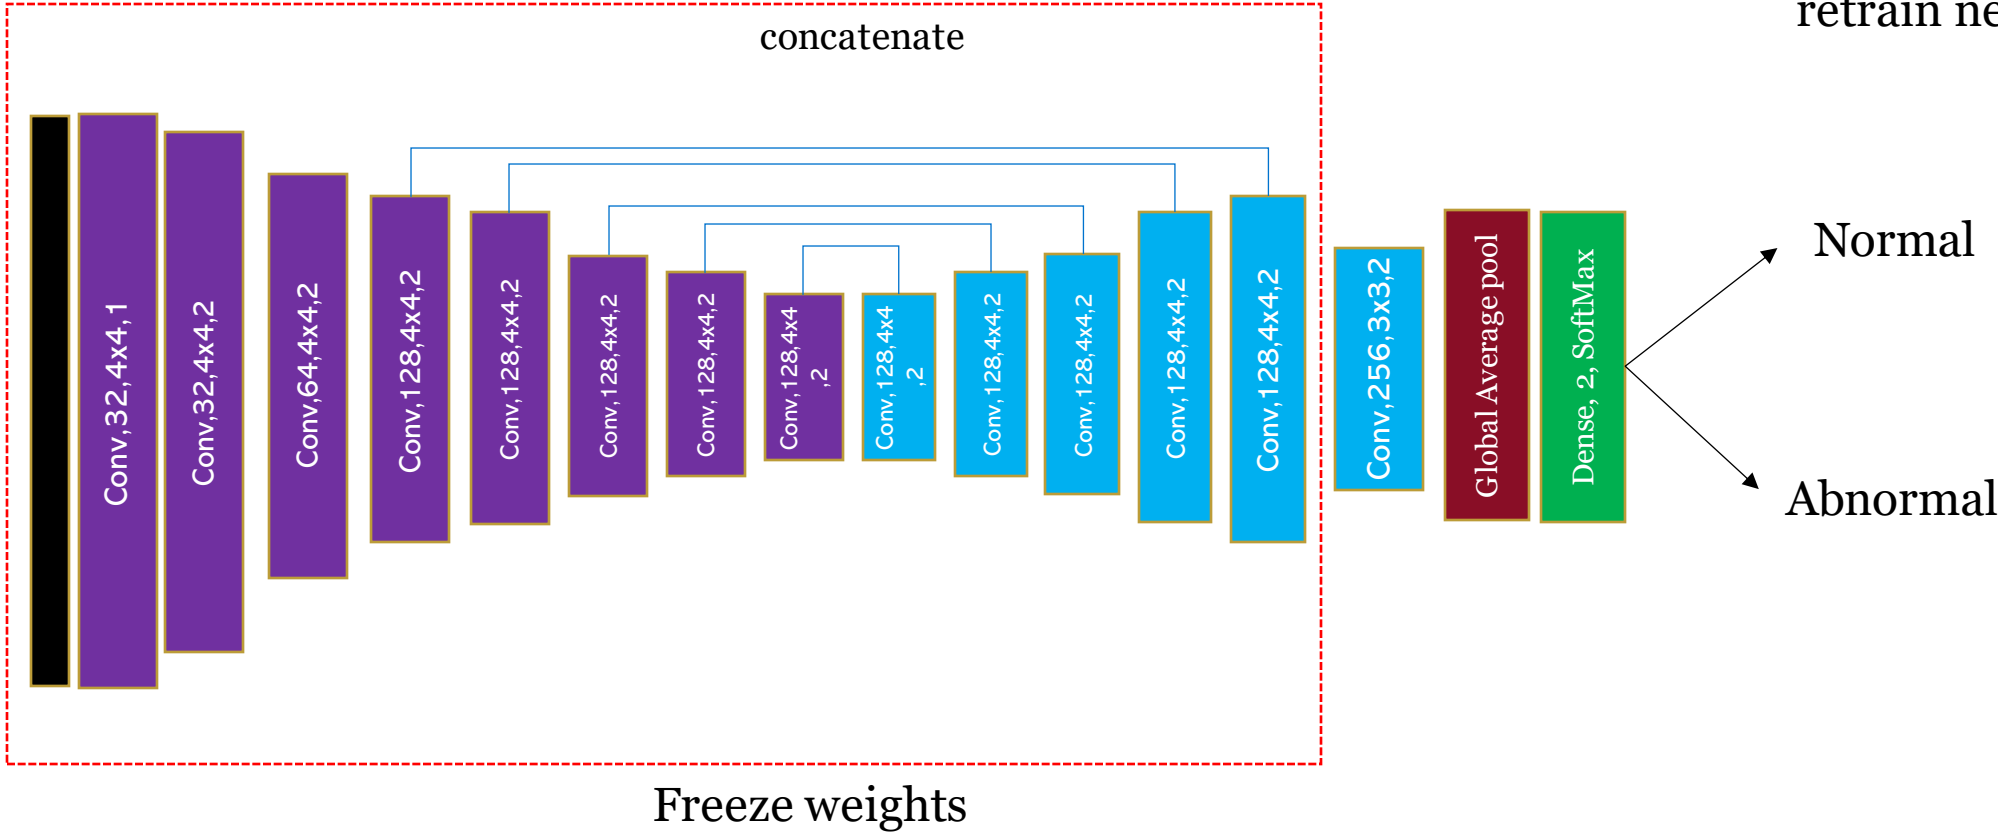 retrain ne
concatenate
Conv,32,4x4,1
Conv,32,4x4,2
Conv,64,4x4,2
Conv,128,4x4,2
Conv,128,4x4,2
Conv,128,4x4,2
Conv,128,4x4,2
Conv,128,4x4
,2
Conv,128,4x4
,2
Conv,128,4x4,2
Conv,128,4x4,2
Conv,128,4x4,2
Conv,128,4x4,2
Conv,256,3x3,2
Global Average pool
Dense, 2, SoftMax
Normal
Abnormal
Freeze weights